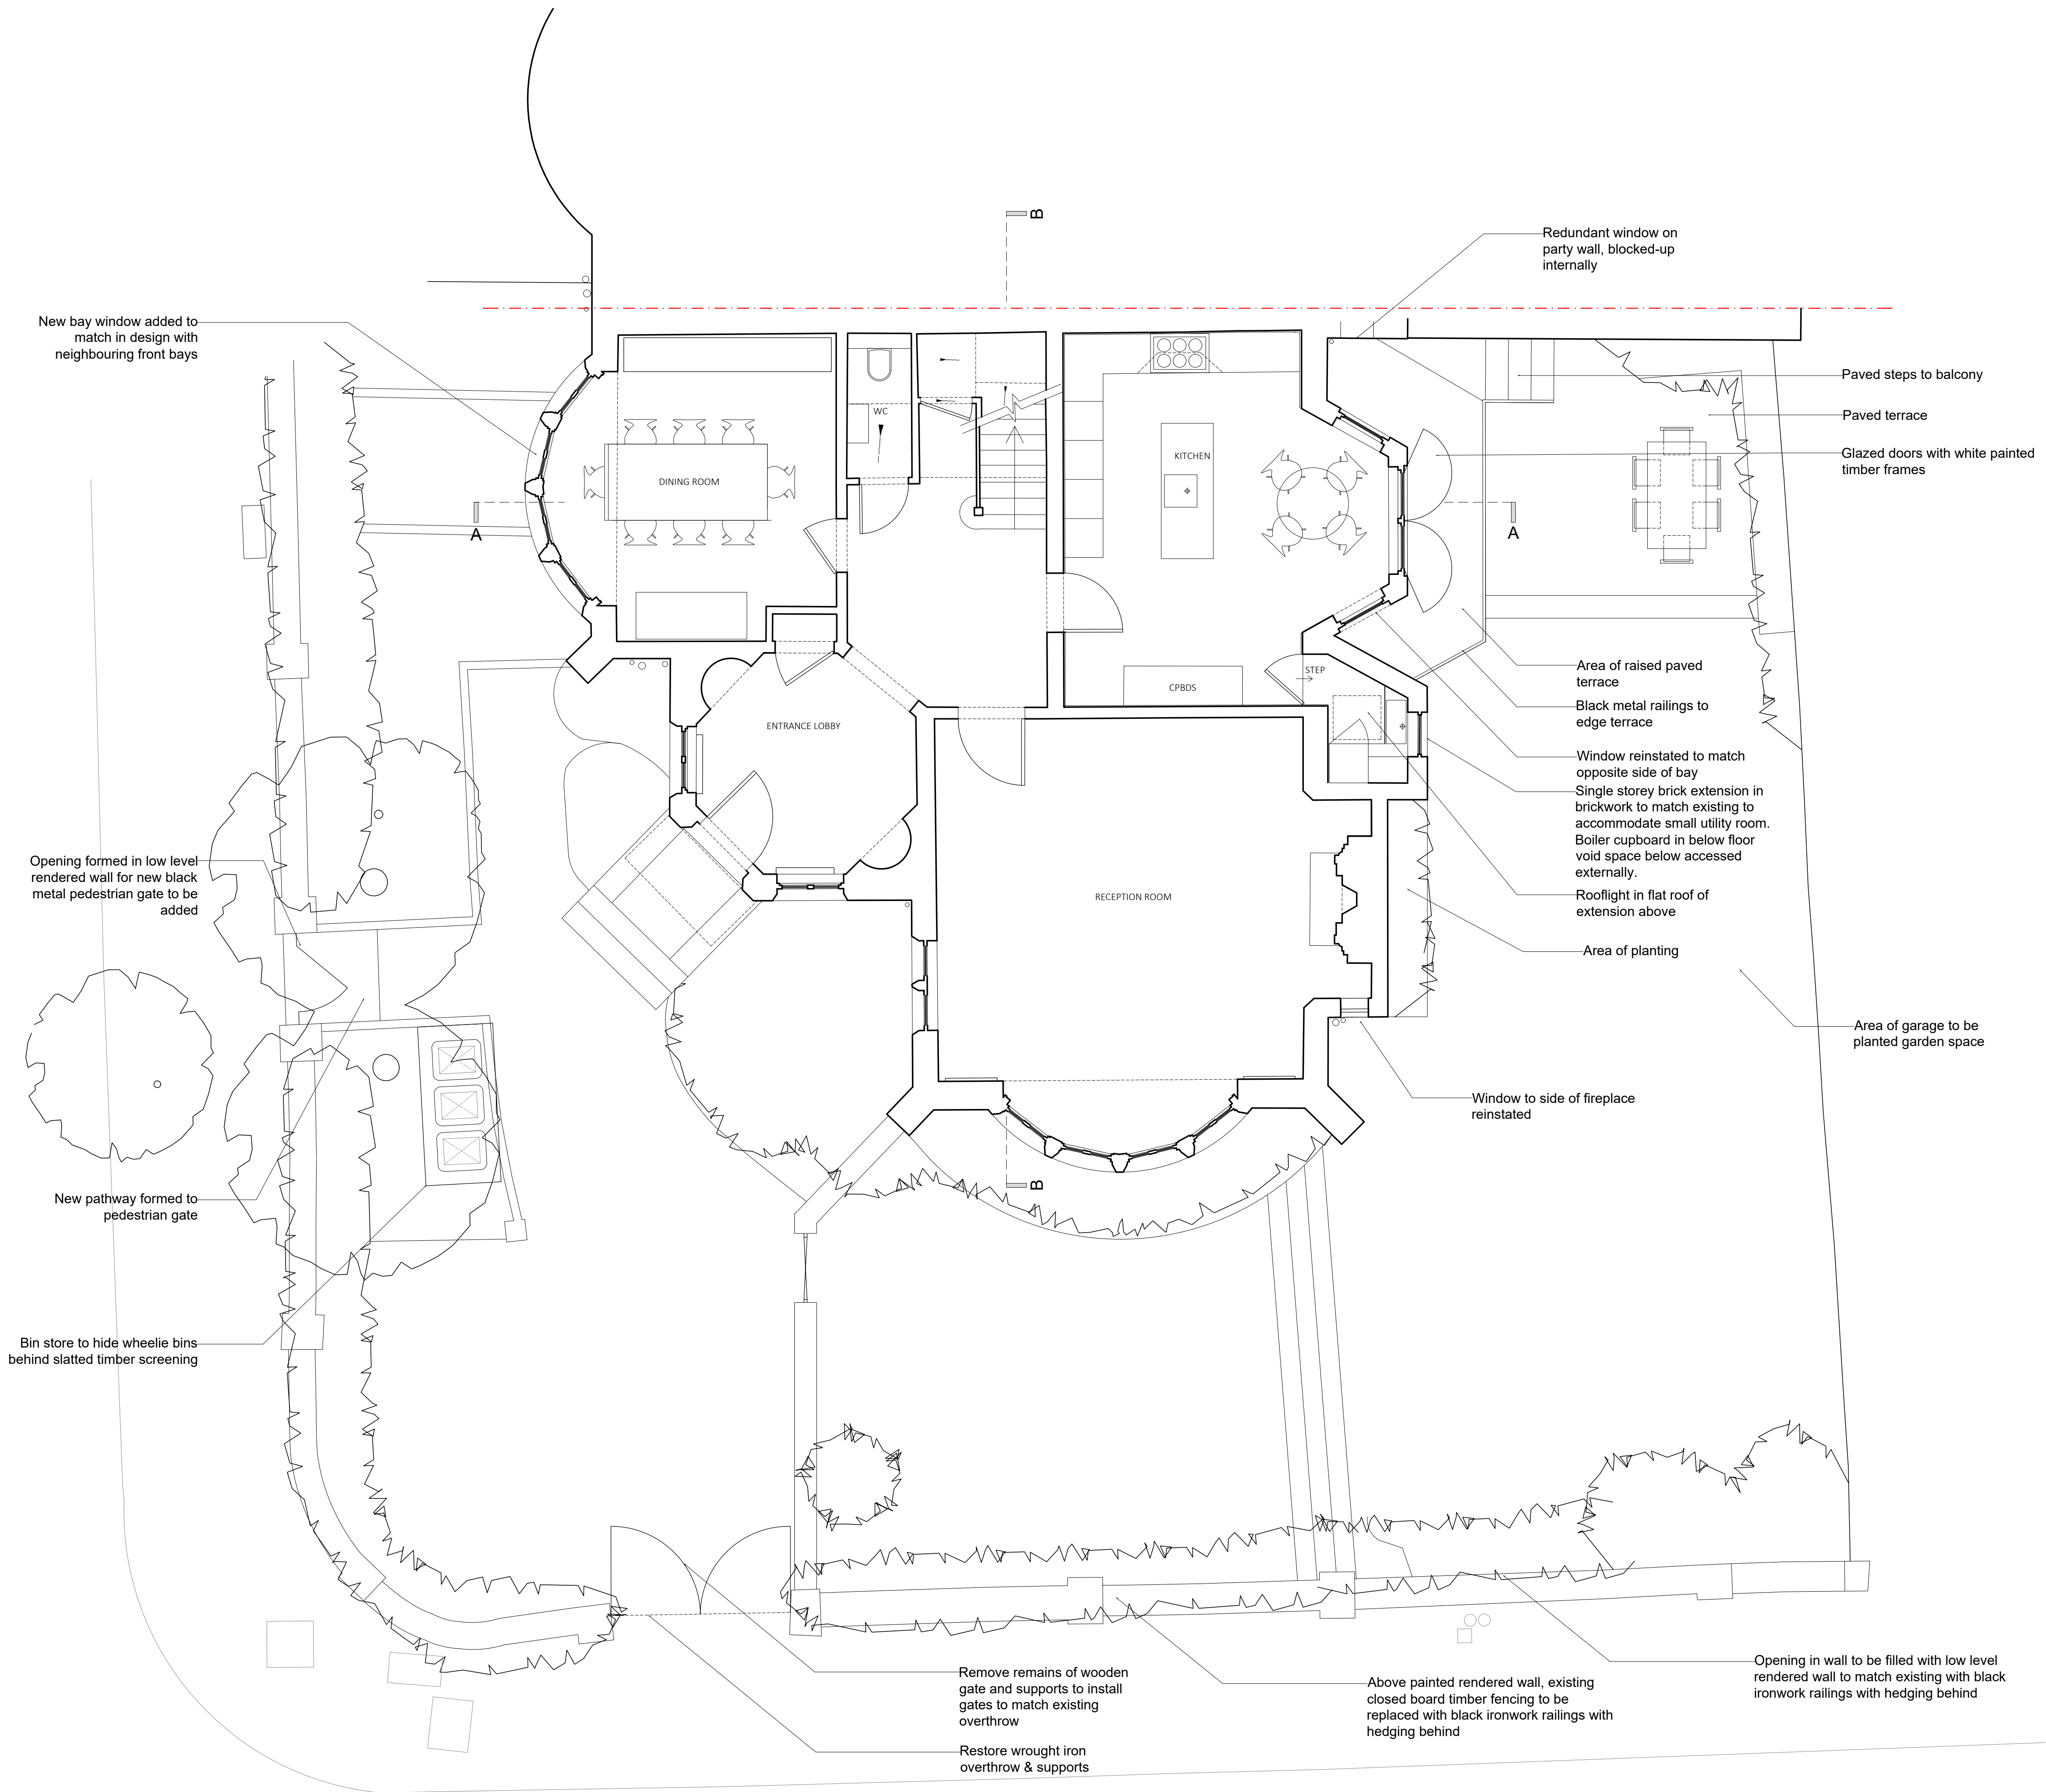 B
Redundant window on
party wall, blocked-up
internally
New bay window added to
match in design with
neighbouring front bays
Paved steps to balcony
Paved terrace
WC
Glazed doors with white painted
timber frames
KITCHEN
DINING ROOM
A
A
Area of raised paved
terrace
STEP
CPBDS
Black metal railings to
edge terrace
ENTRANCE LOBBY
Window reinstated to match
opposite side of bay
Single storey brick extension in
brickwork to match existing to
accommodate small utility room.
Boiler cupboard in below floor
void space below accessed
externally.
Opening formed in low level
rendered wall for new black
metal pedestrian gate to be
added
RECEPTION ROOM
Rooflight in flat roof of
extension above
Area of planting
Area of garage to be
planted garden space
Window to side of fireplace
reinstated
B
New pathway formed to
pedestrian gate
Bin store to hide wheelie bins
behind slatted timber screening
Remove remains of wooden
gate and supports to install
gates to match existing
overthrow
Above painted rendered wall, existing
closed board timber fencing to be
replaced with black ironwork railings with
hedging behind
Opening in wall to be filled with low level
rendered wall to match existing with black
ironwork railings with hedging behind
Restore wrought iron
overthrow & supports